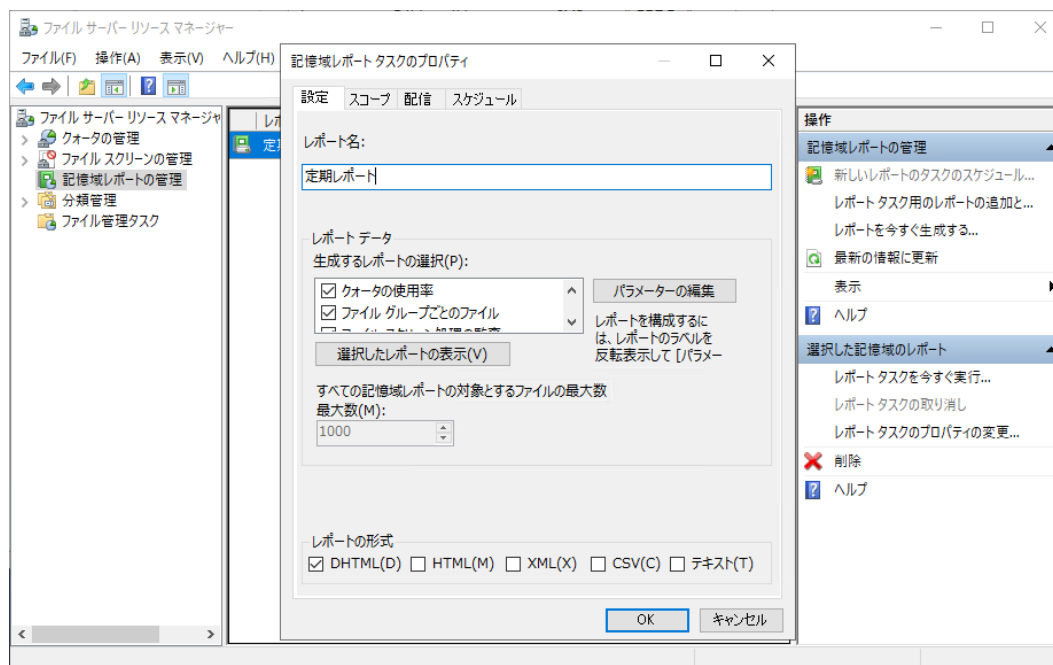 ファイル サーバー リソース マネージャー
ファイル(F) 操作(A) 表示(V) ヘルプ(H)
ファイル サーバー リソース マネージャ
クォータの管理
ファイル スクリーンの管理
記憶域レポートの管理
分類管理
ファイル管理タスク
記憶域レポート タスクのプロパティ
設定 スコープ 配信 スケジュール
レポート名:
定期レポート
レポート データ
生成するレポートの選択(P):
クォータの使用率
ファイル グループごとのファイル
パラメーターの編集
レポートを構成するに
は、レポートのラベルを
反転表示して [パラメー
選択したレポートの表示(V)
すべての記憶域レポートの対象とするファイルの最大数
最大数(M):
1000
レポートの形式
DHTML(D) HTML(M) XML(X) CSV(C) テキスト(T)
OK キャンセル
操作
記憶域レポートの管理
新しいレポートのタスクのスケジュール...
レポート タスク用のレポートの追加と...
レポートを今すぐ生成する...
最新の情報に更新
表示
ヘルプ
選択した記憶域のレポート
レポート タスクを今すぐ実行...
レポート タスクの取り消し
レポート タスクのプロパティの変更...
削除
ヘルプ